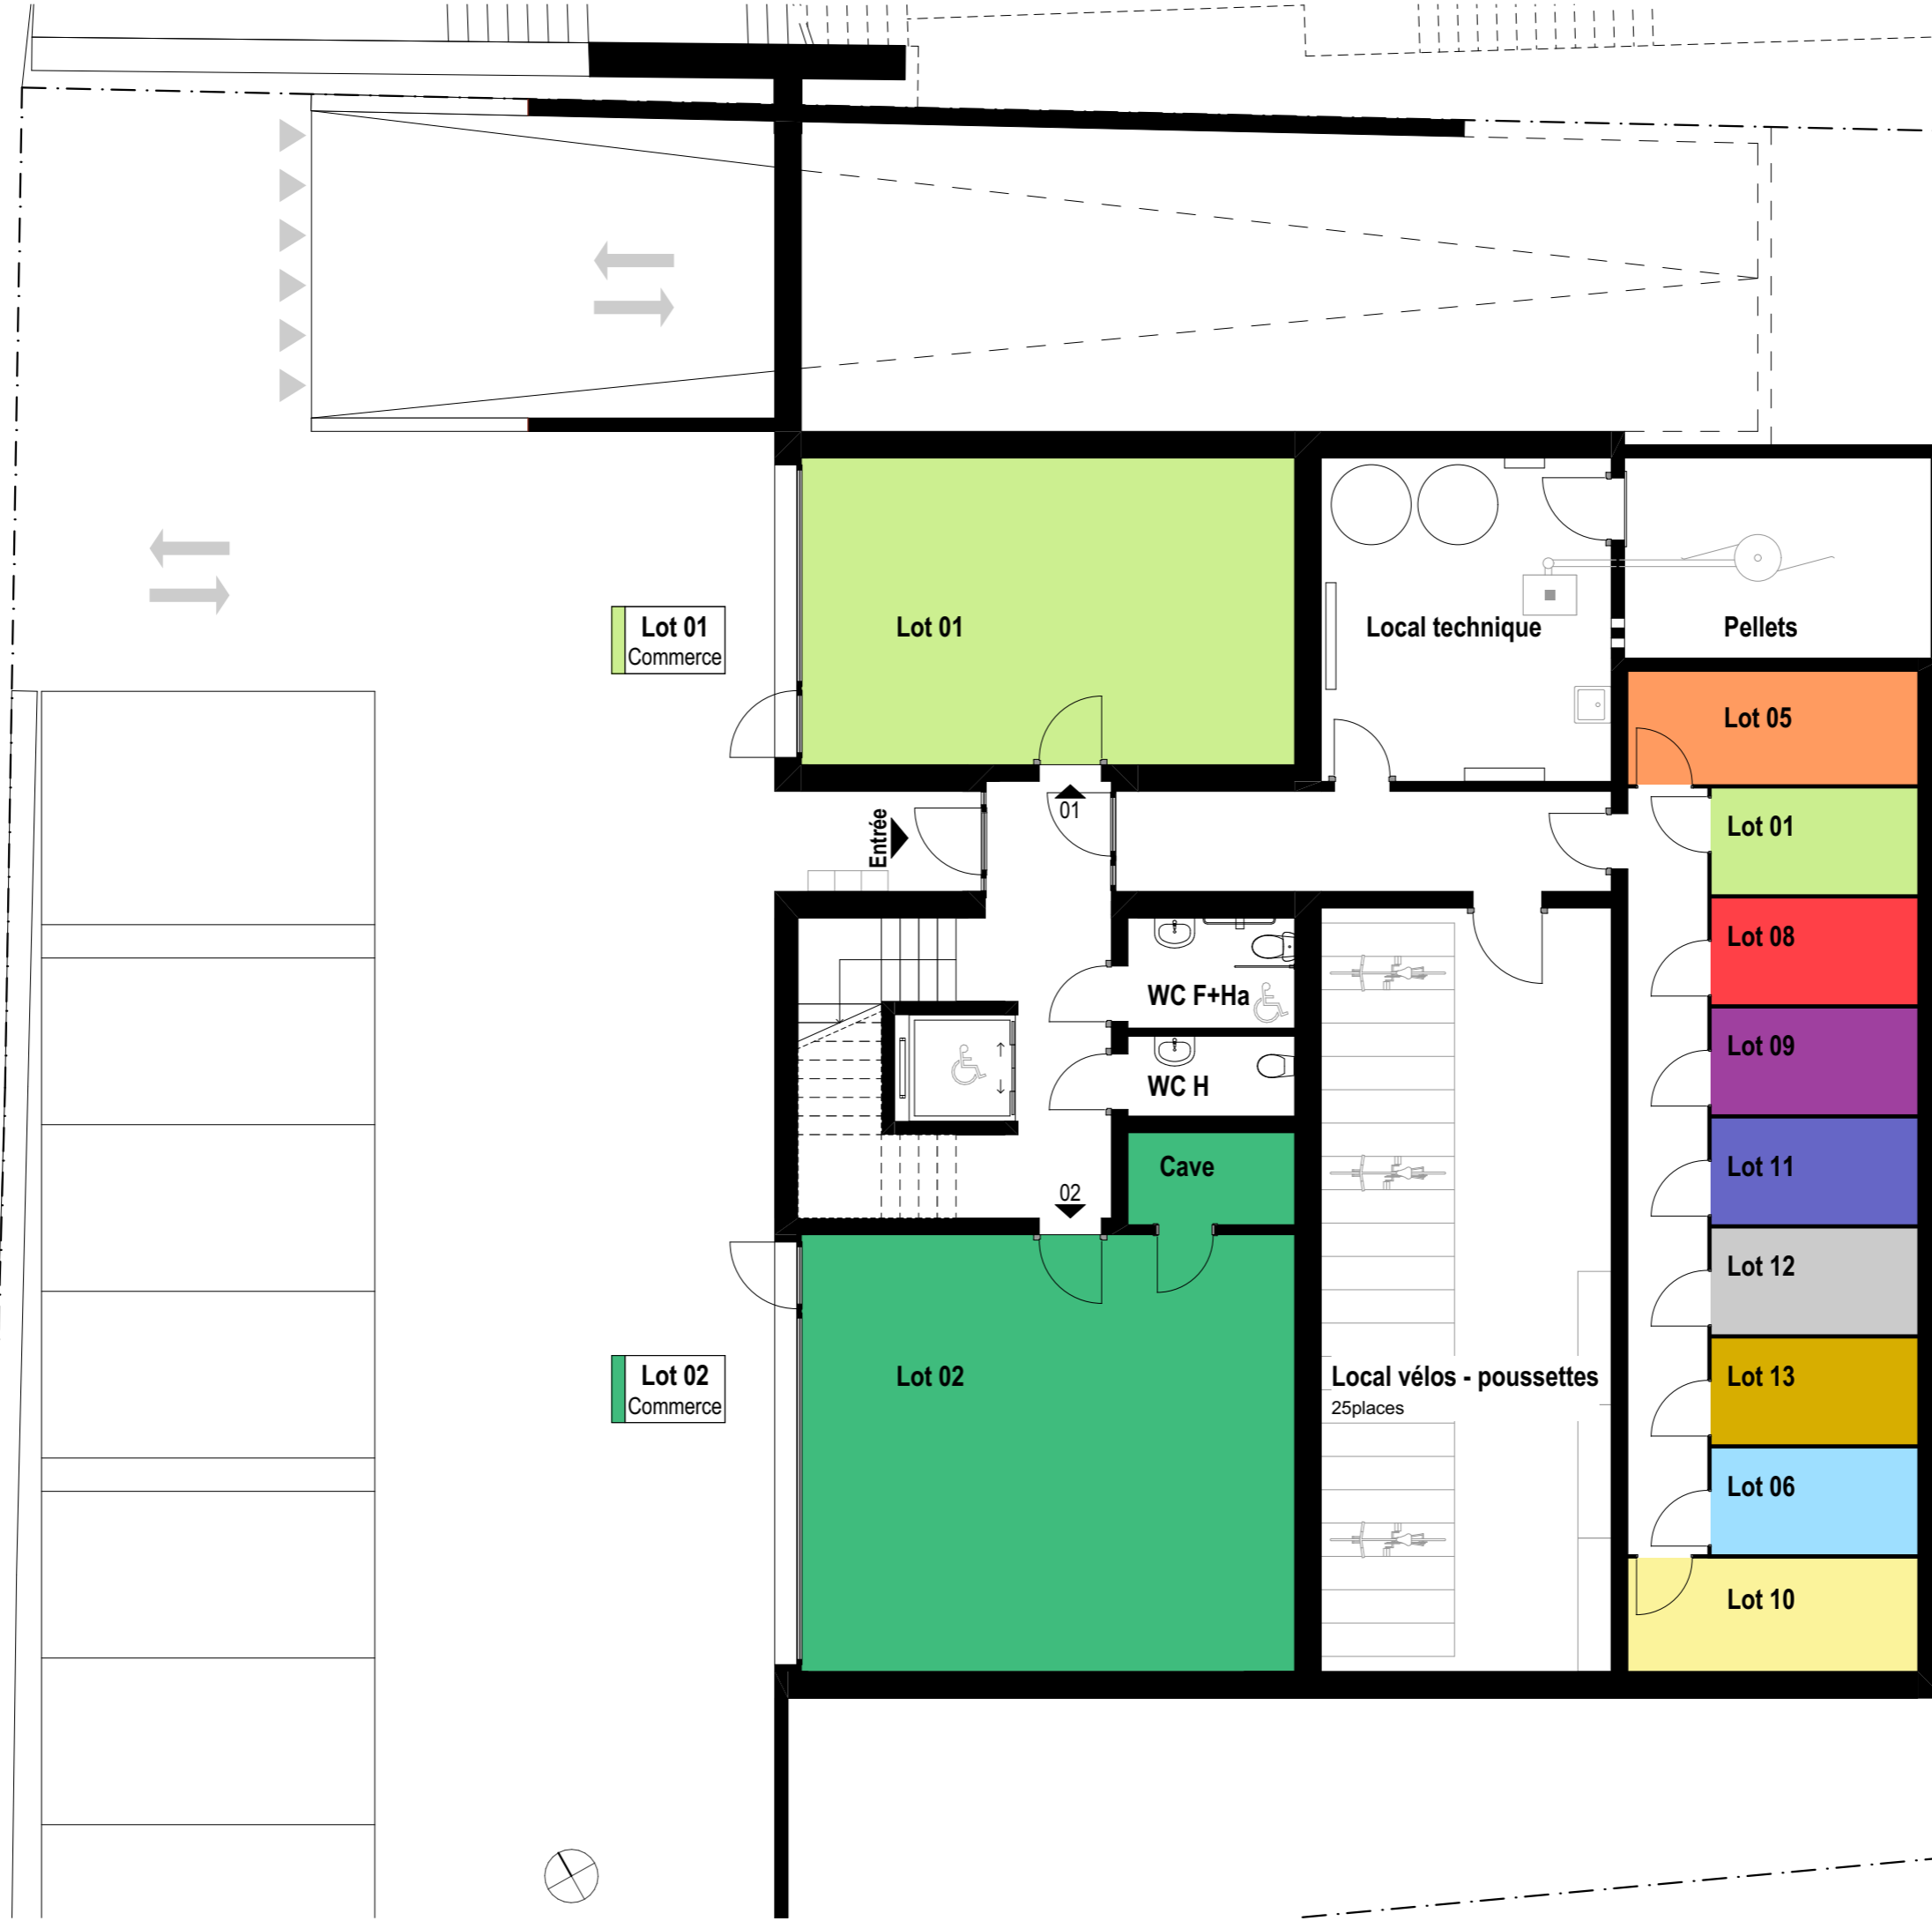 Lot 01
Commerce
Lot 01
Local technique
Pellets
Lot 05
Entrée
01
Lot 01
Lot 08
WC F+Ha
Lot 09
WC H
Cave
Lot 11
02
Lot 12
Lot 02
Commerce
Lot 02
Local vélos - poussettes
25places
Lot 13
Lot 06
Lot 10